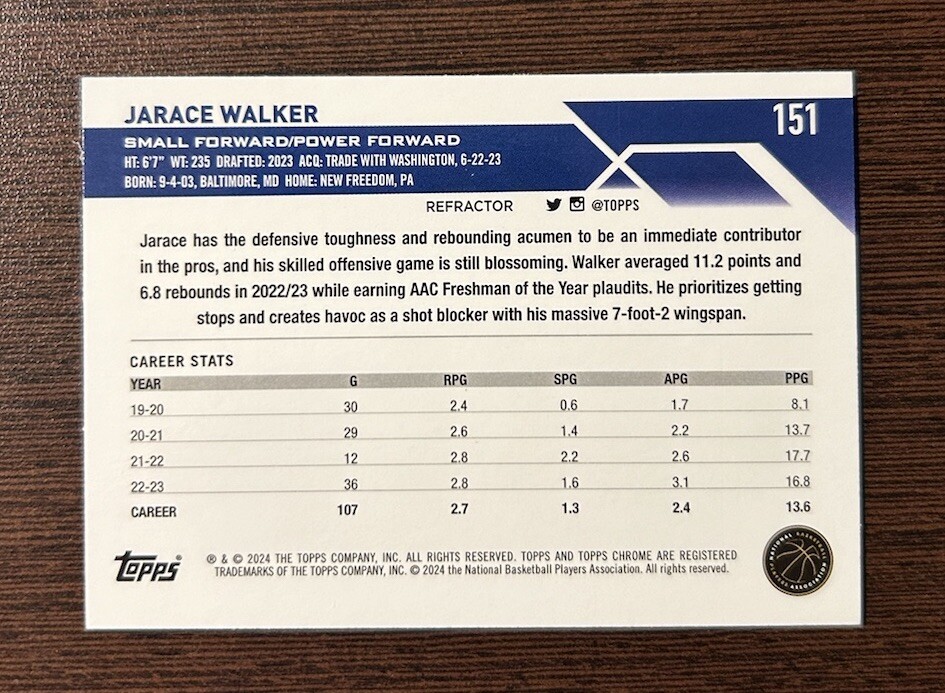 JARACE WALKER
151
SMALL FORWARD/POWER FORWARD
HT: 6'7" WT: 235 DRAFTED: 2023 ACQ: TRADE WITH WASHINGTON, 6-22-23
BORN: 9-4-03, BALTIMORE, MD HOME: NEW FREEDOM, PA
REFRACTOR @TOPPS
Jarace has the defensive toughness and rebounding acumen to be an immediate contributor
in the pros, and his skilled offensive game is still blossoming. Walker averaged 11.2 points and
6.8 rebounds in 2022/23 while earning AAC Freshman of the Year plaudits. He prioritizes getting
stops and creates havoc as a shot blocker with his massive 7-foot-2 wingspan.
CAREER STATS
YEAR G RPG SPG APG PPG
19-20 30 2.4 0.6 1.7 8.1
20-21 29 2.6 1.4 2.2 13.7
21-22 12 2.8 2.2 2.6 17.7
22-23 36 2.8 1.6 3.1 16.8
CAREER 107 2.7 1.3 2.4 13.6
Topps®
® & © 2024 THE TOPPS COMPANY, INC. ALL RIGHTS RESERVED. TOPPS AND TOPPS CHROME ARE REGISTERED
TRADEMARKS OF THE TOPPS COMPANY, INC. © 2024 the National Basketball Players Association. All rights reserved.
NATIONAL BASKETBALL
PLAYERS ASSOCIATION